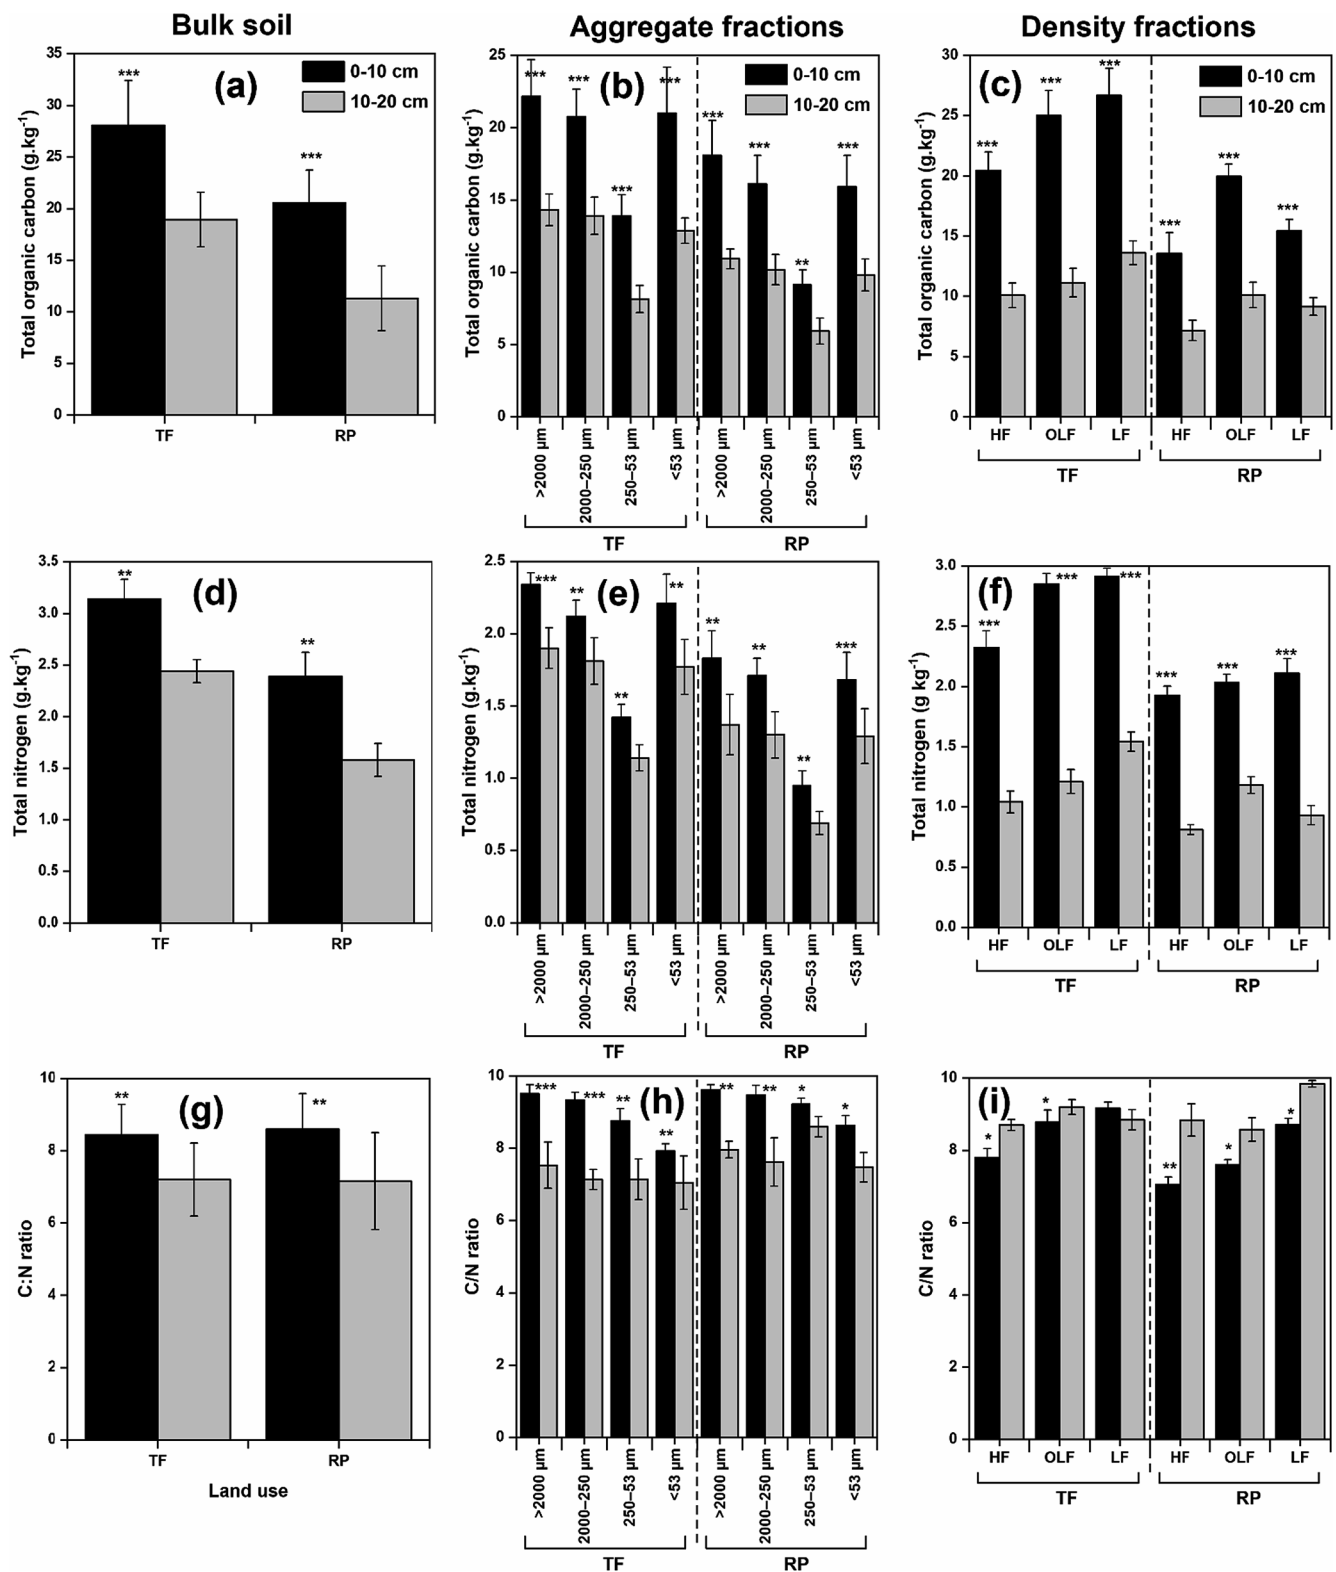 Bulk soil
Aggregate fractions
Density fractions
(a)
0-10 cm
10-20 cm
Total organic carbon (g.kg-1)
35
30
25
20
15
10
5
0
***
***
TF
RP
(b)
0-10 cm
10-20 cm
Total organic carbon (g.kg-1)
25
20
15
10
5
0
***
***
***
***
***
***
**
***
>2000 µm
2000–250 µm
250–53 µm
<53 µm
>2000 µm
2000–250 µm
250–53 µm
<53 µm
TF
RP
(c)
0-10 cm
10-20 cm
Total organic carbon (g.kg-1)
30
25
20
15
10
5
0
***
***
***
***
***
***
HF
OLF
LF
HF
OLF
LF
TF
RP
(d)
Total nitrogen (g.kg-1)
3.5
3.0
2.5
2.0
1.5
1.0
0.5
0.0
**
**
TF
RP
(e)
Total nitrogen (g.kg-1)
2.5
2.0
1.5
1.0
0.5
0.0
***
**
**
**
**
**
**
***
>2000 µm
2000–250 µm
250–53 µm
<53 µm
>2000 µm
2000–250 µm
250–53 µm
<53 µm
TF
RP
(f)
Total nitrogen (g kg-1)
3.0
2.5
2.0
1.5
1.0
0.5
0.0
***
***
***
***
***
***
HF
OLF
LF
HF
OLF
LF
TF
RP
(g)
C:N ratio
10
8
6
4
2
0
**
**
TF
RP
Land use
(h)
C/N ratio
10
8
6
4
2
0
***
***
**
**
**
**
*
*
>2000 µm
2000–250 µm
250–53 µm
<53 µm
>2000 µm
2000–250 µm
250–53 µm
<53 µm
TF
RP
(i)
C/N ratio
10
8
6
4
2
0
*
*
**
*
*
HF
OLF
LF
HF
OLF
LF
TF
RP